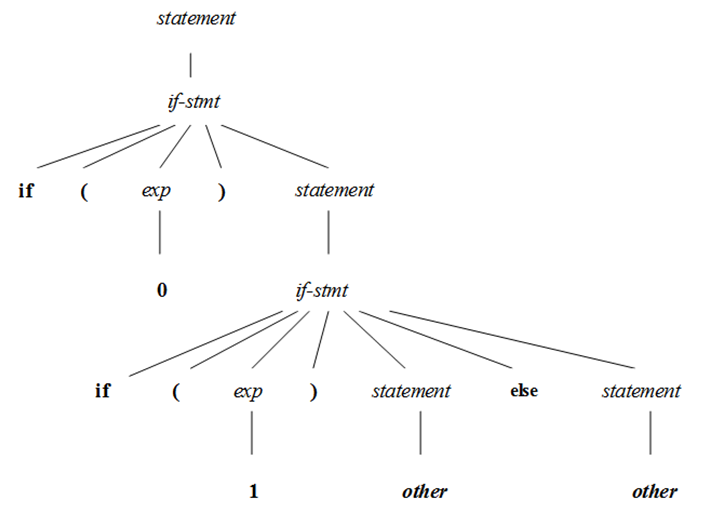 statement
if-stmt
if ( exp ) statement
0 if-stmt
if ( exp ) statement else statement
1 other other